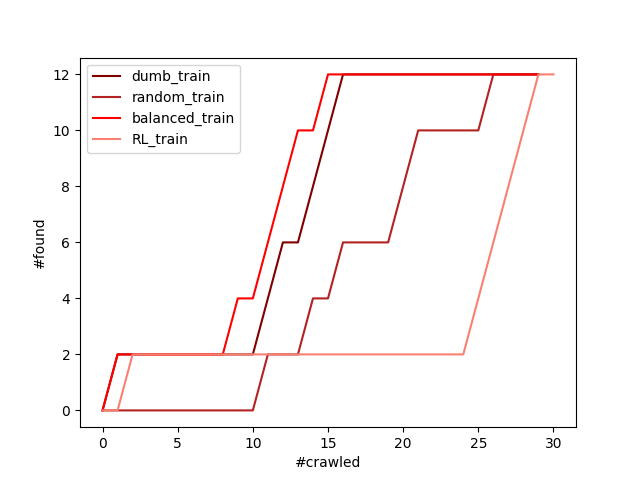 dumb_train
random_train
balanced_train
RL_train
#found
12
10
8
6
4
2
0
0 5 10 15 20 25 30
#crawled